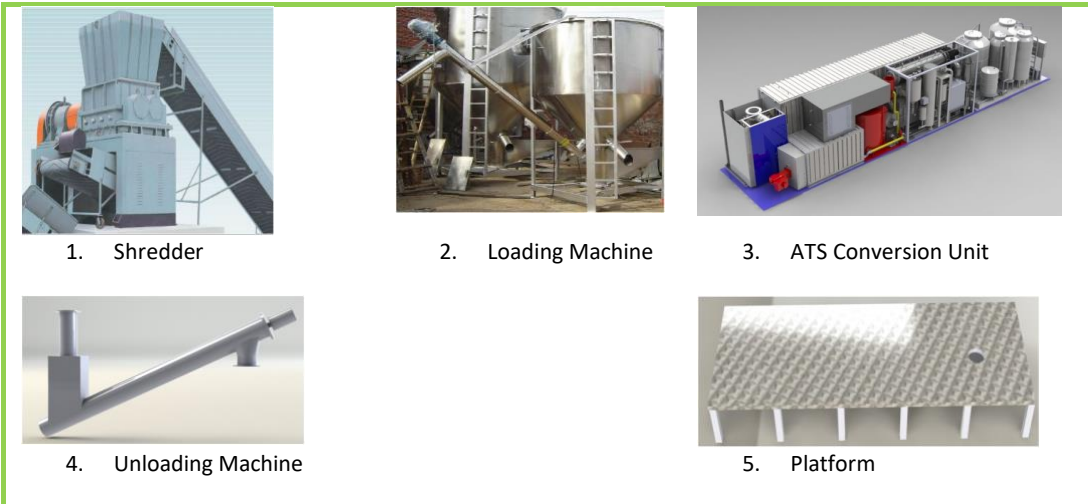 1. Shredder
2. Loading Machine
3. ATS Conversion Unit
4. Unloading Machine
5. Platform